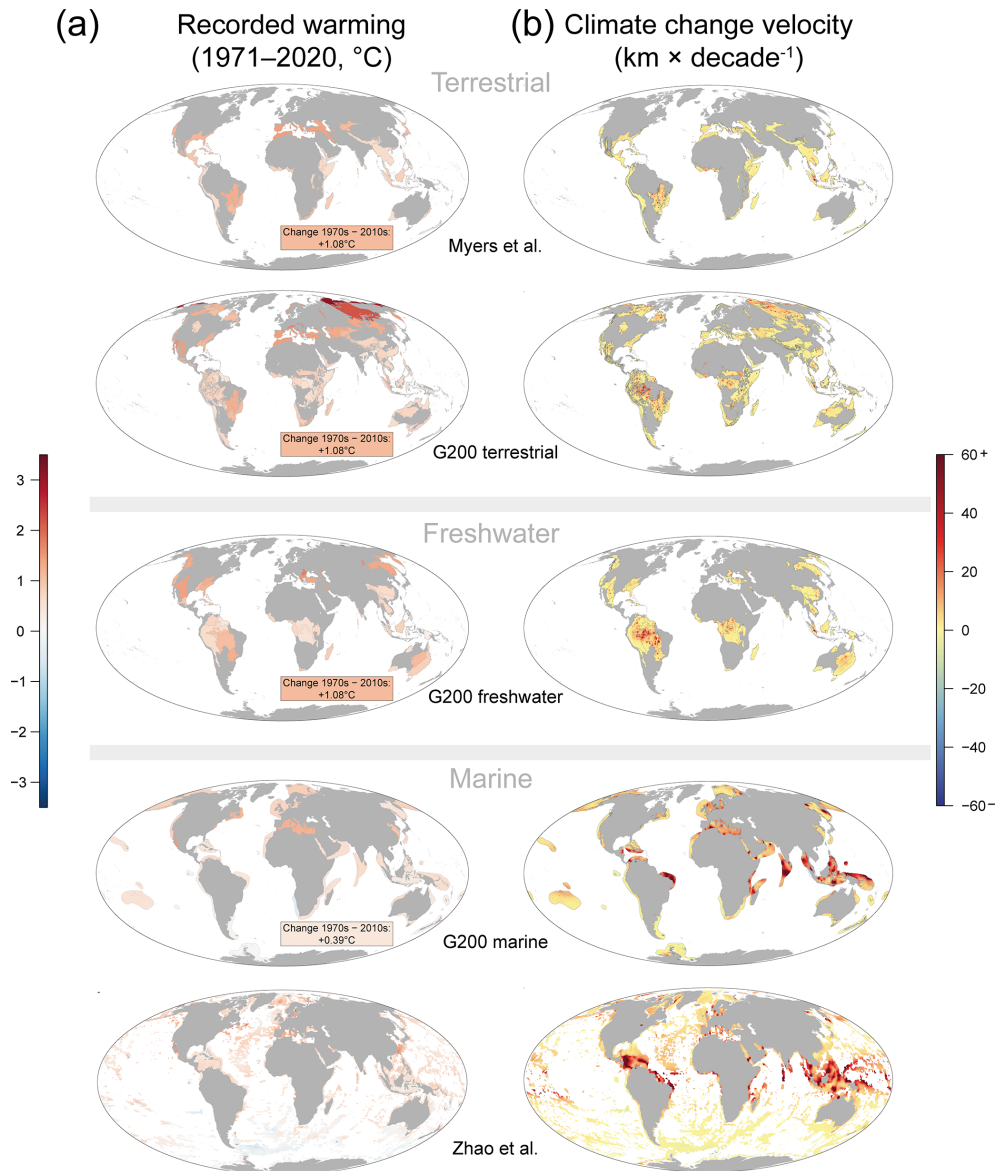 (a) Recorded warming
(1971–2020, °C)
(b) Climate change velocity
(km × decade⁻¹)
Terrestrial
Change 1970s − 2010s:
+1.08°C
Myers et al.
Change 1970s − 2010s:
+1.08°C
G200 terrestrial
3
2
1
0
−1
−2
−3
60+
40
20
0
−20
−40
−60−
Freshwater
Change 1970s − 2010s:
+1.08°C
G200 freshwater
Marine
Change 1970s − 2010s:
+0.39°C
G200 marine
Zhao et al.